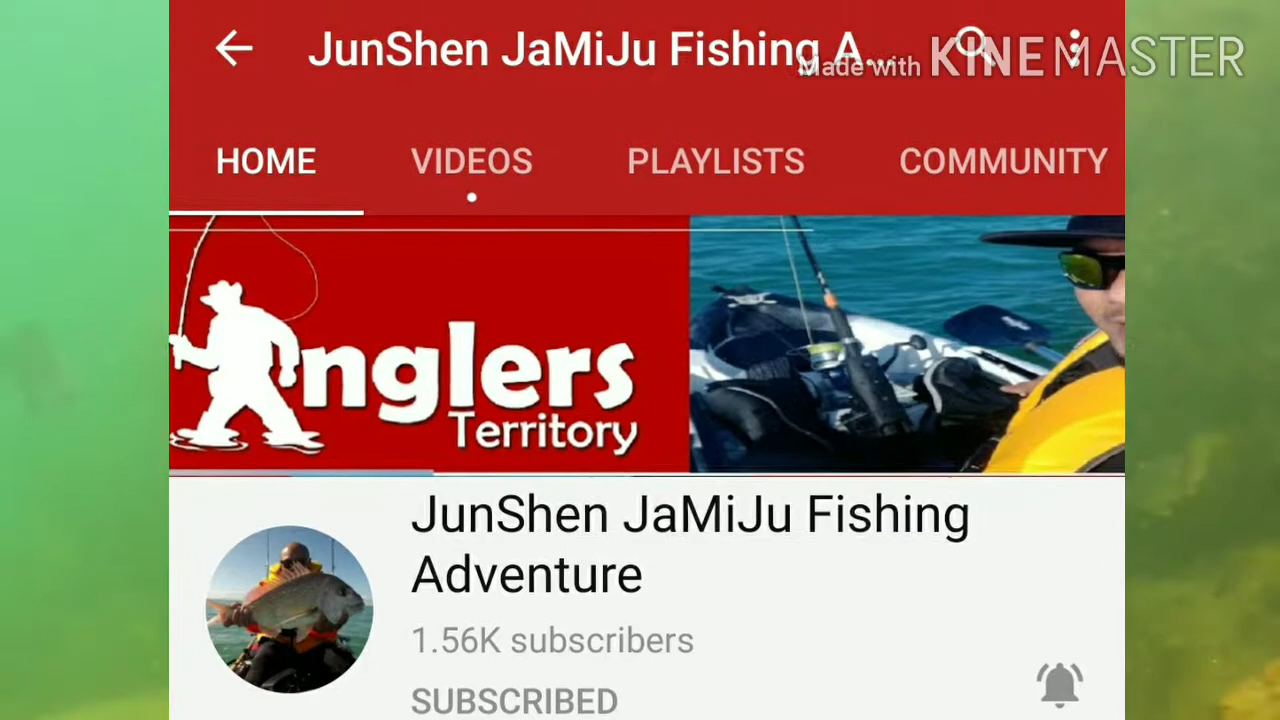 JunShen JaMiJu Fishing A...
Made with KINEMASTER
HOME VIDEOS PLAYLISTS COMMUNITY
Anglers
Territory
JunShen JaMiJu Fishing
Adventure
1.56K subscribers
SUBSCRIBED